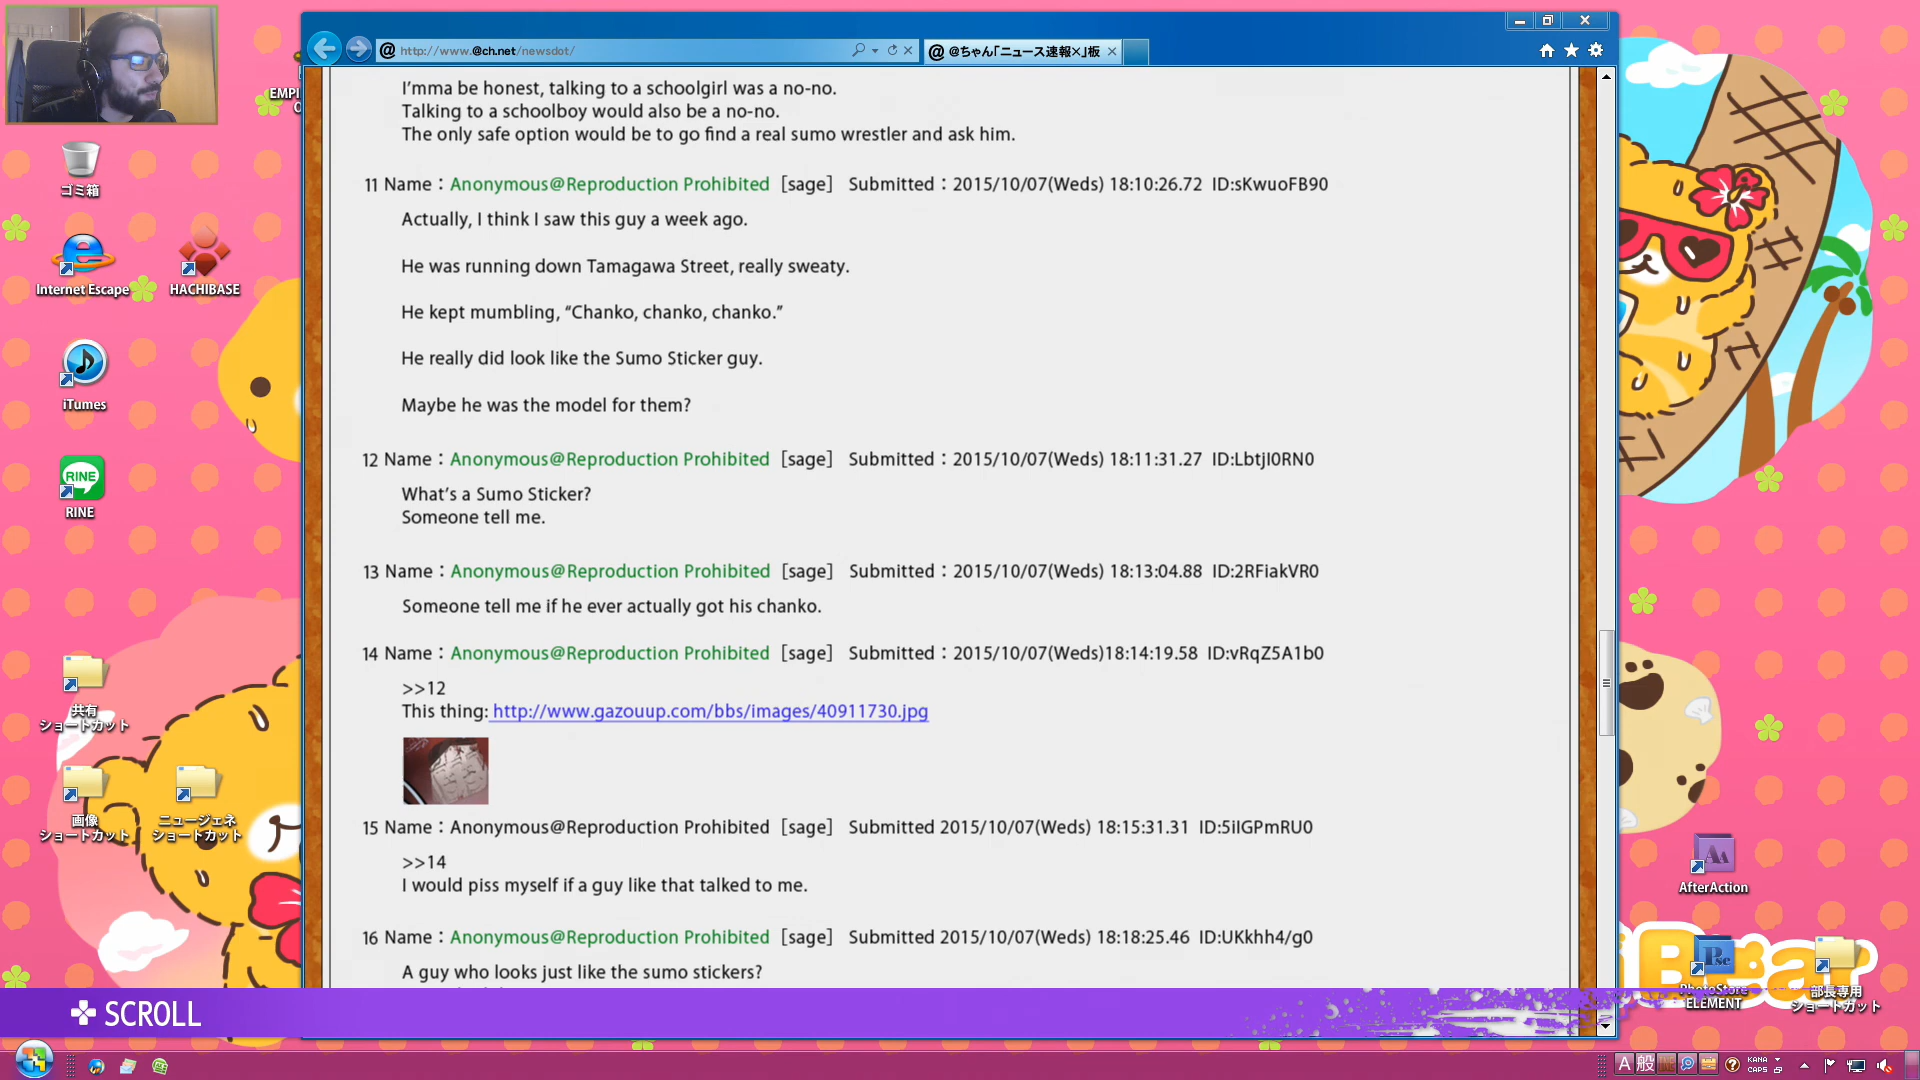 http://www.@ch.net/newsdot/
@ @ちゃん「ニュース速報×」板
I'mma be honest, talking to a schoolgirl was a no-no.
Talking to a schoolboy would also be a no-no.
The only safe option would be to go find a real sumo wrestler and ask him.
11 Name：Anonymous@Reproduction Prohibited [sage] Submitted：2015/10/07(Weds) 18:10:26.72 ID:sKwuoFB90
Actually, I think I saw this guy a week ago.
He was running down Tamagawa Street, really sweaty.
He kept mumbling, “Chanko, chanko, chanko.”
He really did look like the Sumo Sticker guy.
Maybe he was the model for them?
12 Name：Anonymous@Reproduction Prohibited [sage] Submitted：2015/10/07(Weds) 18:11:31.27 ID:LbtjI0RN0
What's a Sumo Sticker?
Someone tell me.
13 Name：Anonymous@Reproduction Prohibited [sage] Submitted：2015/10/07(Weds) 18:13:04.88 ID:2RFiakVR0
Someone tell me if he ever actually got his chanko.
14 Name：Anonymous@Reproduction Prohibited [sage] Submitted：2015/10/07(Weds)18:14:19.58 ID:vRqZ5A1b0
>>12
This thing: http://www.gazouup.com/bbs/images/40911730.jpg
15 Name：Anonymous@Reproduction Prohibited [sage] Submitted 2015/10/07(Weds) 18:15:31.31 ID:5iIGPmRU0
>>14
I would piss myself if a guy like that talked to me.
16 Name：Anonymous@Reproduction Prohibited [sage] Submitted 2015/10/07(Weds) 18:18:25.46 ID:UKkhh4/g0
A guy who looks just like the sumo stickers?
SCROLL
ゴミ箱
Internet Escape
HACHIBASE
iTumes
RINE
RINE
共有
ショートカット
画像
ショートカット
ニュージェネ
ショートカット
AfterAction
Pse
PhotoStore
ELEMENT
部長専用
ショートカット
A 般
KANA
CAPS